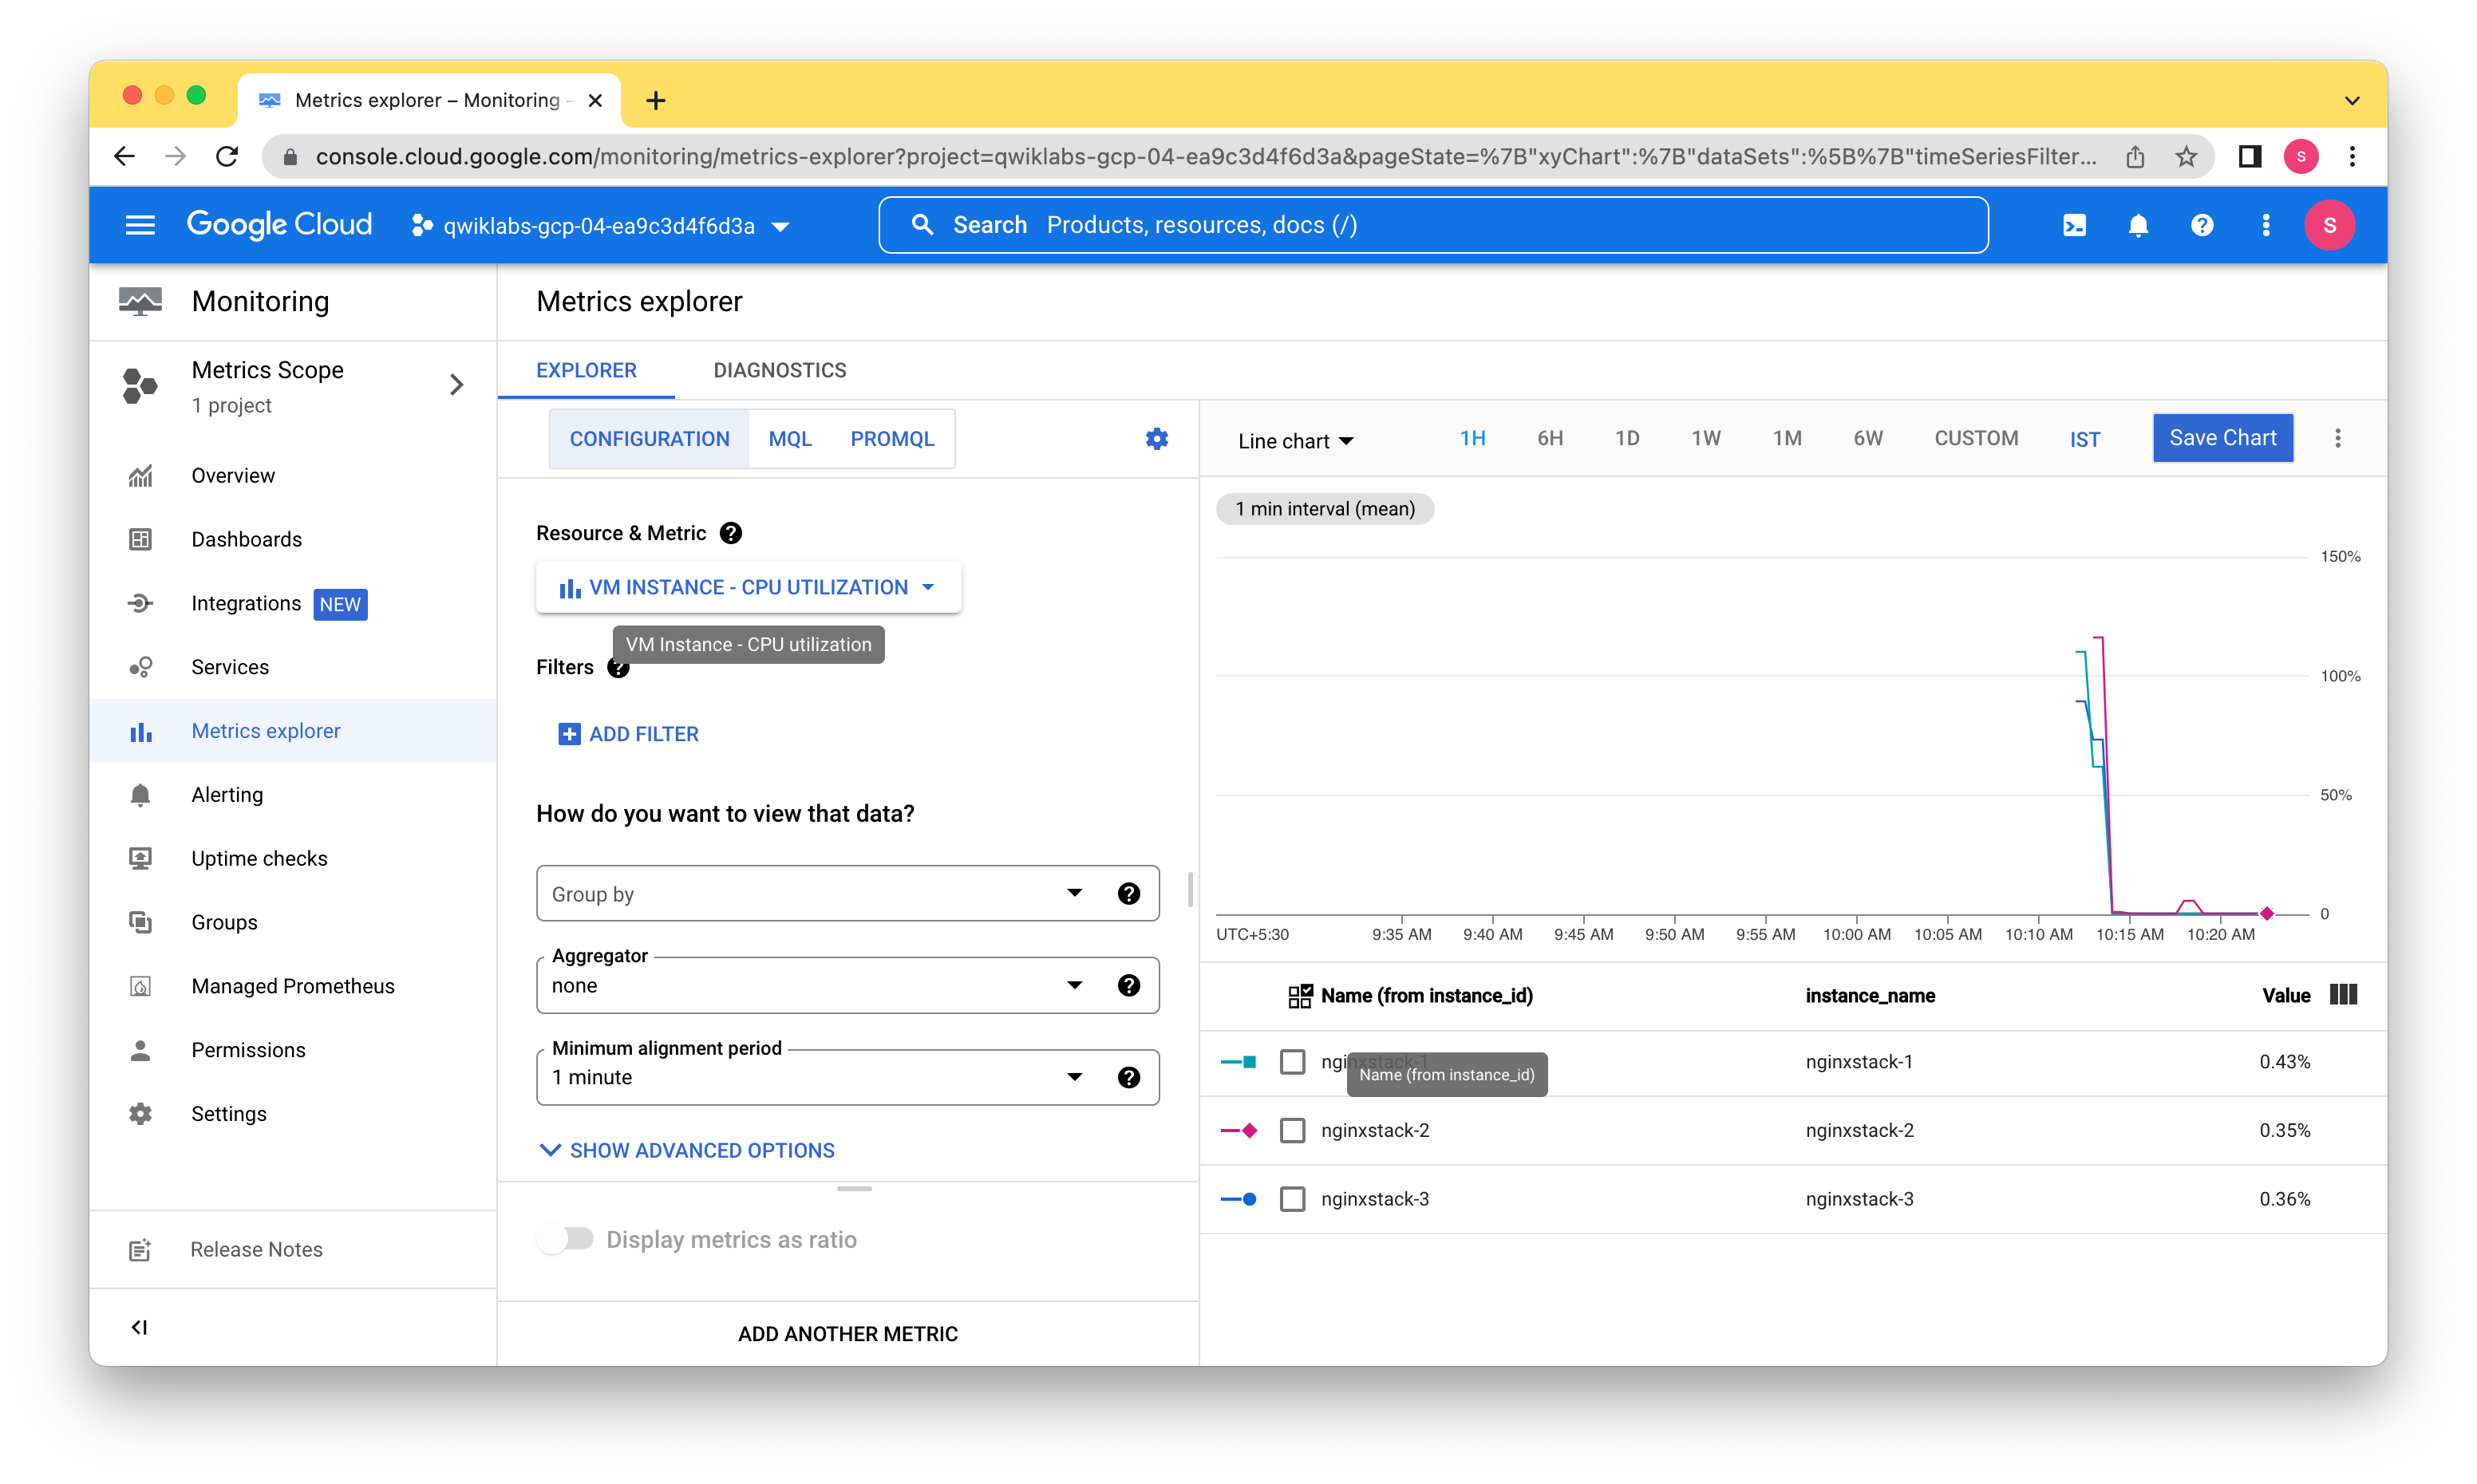 Metrics explorer – Monitoring -
console.cloud.google.com/monitoring/metrics-explorer?project=qwiklabs-gcp-04-ea9c3d4f6d3a&pageState=%7B"xyChart":%7B"dataSets":%5B%7B"timeSeriesFilter...
S
Google Cloud
qwiklabs-gcp-04-ea9c3d4f6d3a
Search Products, resources, docs (/)
S
Monitoring
Metrics Scope
1 project
Overview
Dashboards
Integrations NEW
Services
Metrics explorer
Alerting
Uptime checks
Groups
Managed Prometheus
Permissions
Settings
Release Notes
Metrics explorer
EXPLORER DIAGNOSTICS
CONFIGURATION MQL PROMQL
Resource & Metric ?
VM INSTANCE - CPU UTILIZATION
VM Instance - CPU utilization
Filters ?
ADD FILTER
How do you want to view that data?
Group by ?
Aggregator
none ?
Minimum alignment period
1 minute ?
SHOW ADVANCED OPTIONS
Display metrics as ratio
ADD ANOTHER METRIC
Line chart 1H 6H 1D 1W 1M 6W CUSTOM IST Save Chart
1 min interval (mean)
150%
100%
50%
0
UTC+5:30 9:35 AM 9:40 AM 9:45 AM 9:50 AM 9:55 AM 10:00 AM 10:05 AM 10:10 AM 10:15 AM 10:20 AM
Name (from instance_id) instance_name Value
nginxstack-1 nginxstack-1 0.43%
Name (from instance_id)
nginxstack-2 nginxstack-2 0.35%
nginxstack-3 nginxstack-3 0.36%